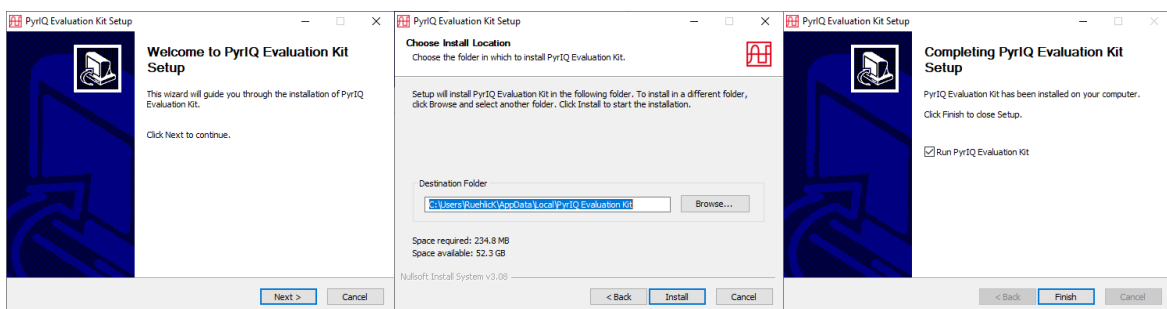 PyrIQ Evaluation Kit Setup
Welcome to PyrIQ Evaluation Kit
Setup
This wizard will guide you through the installation of PyrIQ
Evaluation Kit.
Click Next to continue.
Next >
Cancel
PyrIQ Evaluation Kit Setup
Choose Install Location
Choose the folder in which to install PyrIQ Evaluation Kit.
Setup will install PyrIQ Evaluation Kit in the following folder. To install in a different folder,
click Browse and select another folder. Click Install to start the installation.
Destination Folder
C:\Users\RuehlicK\AppData\Local\PyrIQ Evaluation Kit
Browse...
Space required: 234.8 MB
Space available: 52.3 GB
Nullsoft Install System v3.08
< Back
Install
Cancel
PyrIQ Evaluation Kit Setup
Completing PyrIQ Evaluation Kit
Setup
PyrIQ Evaluation Kit has been installed on your computer.
Click Finish to close Setup.
Run PyrIQ Evaluation Kit
< Back
Finish
Cancel